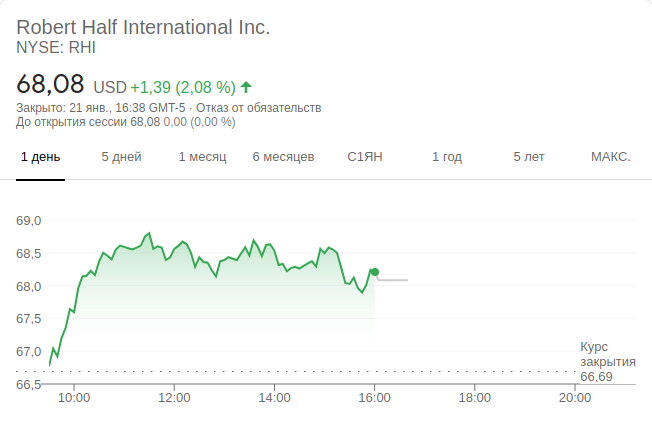 Robert Half International Inc.
NYSE: RHI
68,08 USD +1,39 (2,08 %)
Закрыто: 21 янв., 16:38 GMT-5 · Отказ от обязательств
До открытия сессии 68,08 0,00 (0,00 %)
1 день 5 дней 1 месяц 6 месяцев С1ЯН 1 год 5 лет МАКС.
69,0
68,5
68,0
67,5
67,0
66,5
Курс
закрытия
66,69
10:00 12:00 14:00 16:00 18:00 20:00